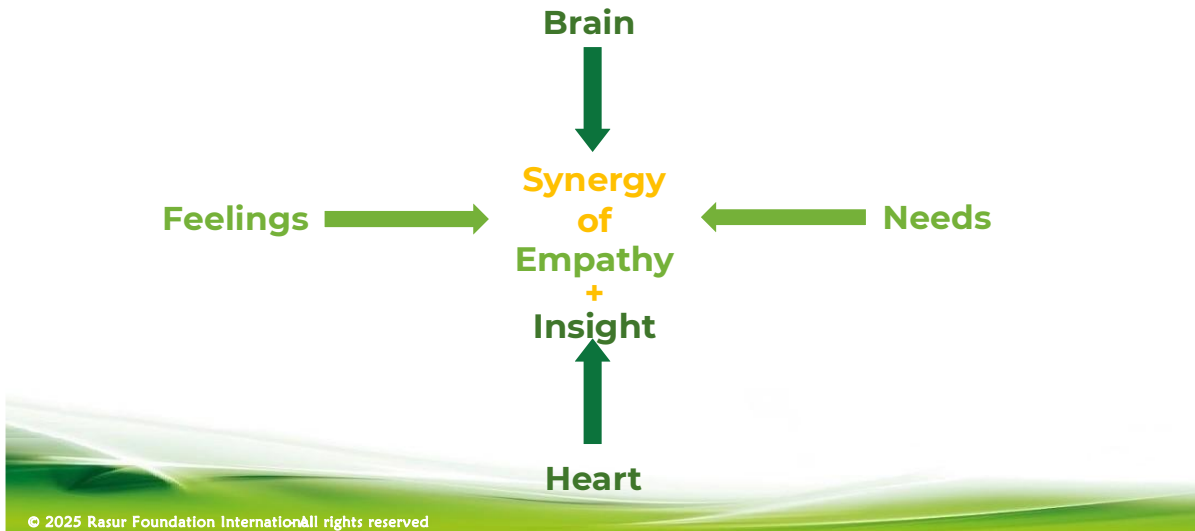 Brain
Synergy
of
Feelings
Needs
Empathy
+
Insight
Heart
© 2025 Rasur Foundation International All rights reserved